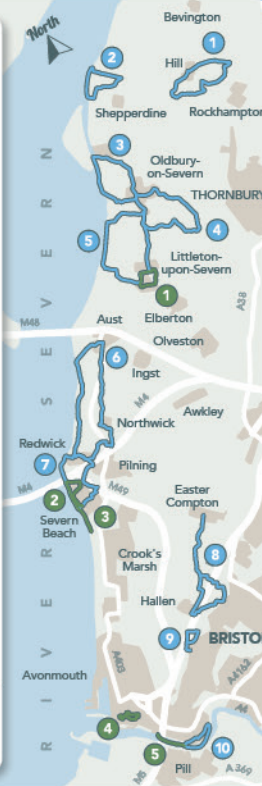 Bevington
North
1
2
Hill
Shepperdine
Rockhampton
3
Oldbury-
on-Severn
THORNBURY
4
5
Littleton-
upon-Severn
1
A38
Elberton
M48
Aust
Olveston
6
Ingst
M4
Awkley
Northwick
Redwick
7
Pilning
M4
M49
Easter
Compton
2
3
Severn
Beach
Crook's
Marsh
8
Hallen
9
BRISTO
A403
A4162
Avonmouth
A4
4
5
10
Pill
M5
A369
RIVER SEVERN